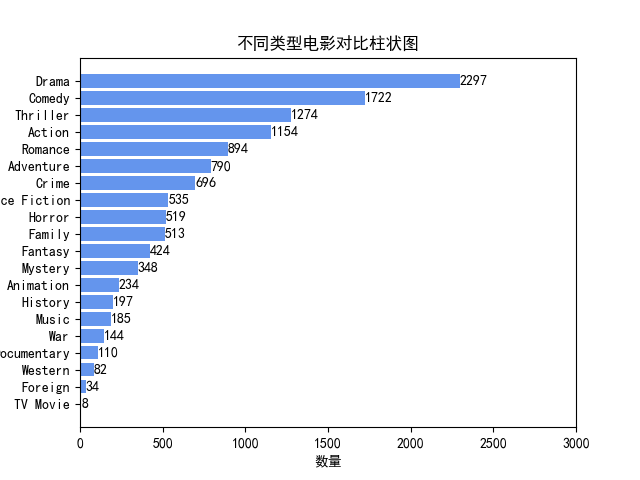 不同类型电影对比柱状图
Drama 2297
Comedy 1722
Thriller 1274
Action 1154
Romance 894
Adventure 790
Crime 696
ce Fiction 535
Horror 519
Family 513
Fantasy 424
Mystery 348
Animation 234
History 197
Music 185
War 144
ocumentary 110
Western 82
Foreign 34
TV Movie 8
0 500 1000 1500 2000 2500 3000
数量